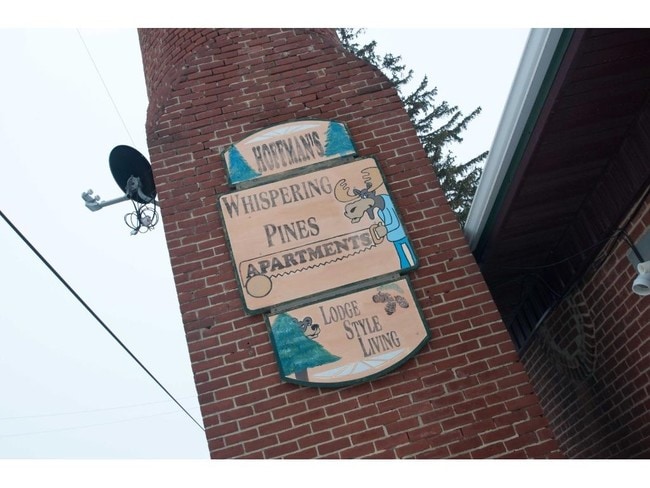 HOFFMAN'S
WHISPERING
PINES
APARTMENTS
LODGE
STYLE
LIVING